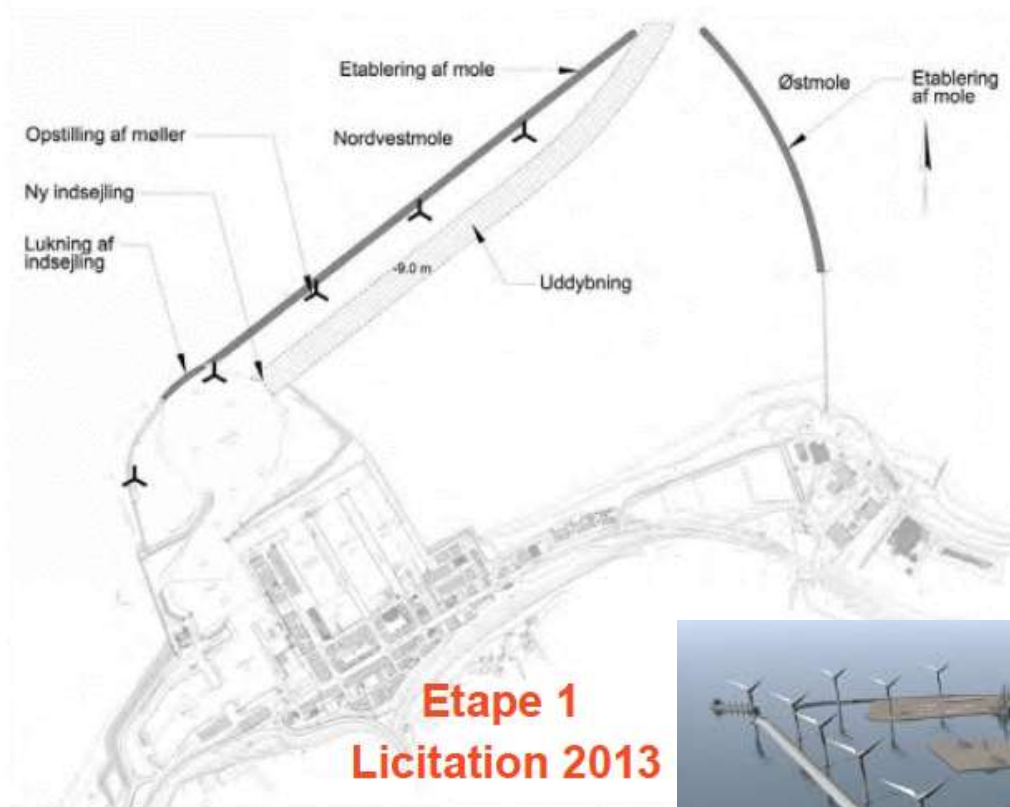 Etablering af mole
Østmole
Etablering
af mole
Opstilling af møller
Nordvestmole
Ny indsejling
Lukning af
indsejling
-9.0 m
Uddybning
Etape 1
Licitation 2013